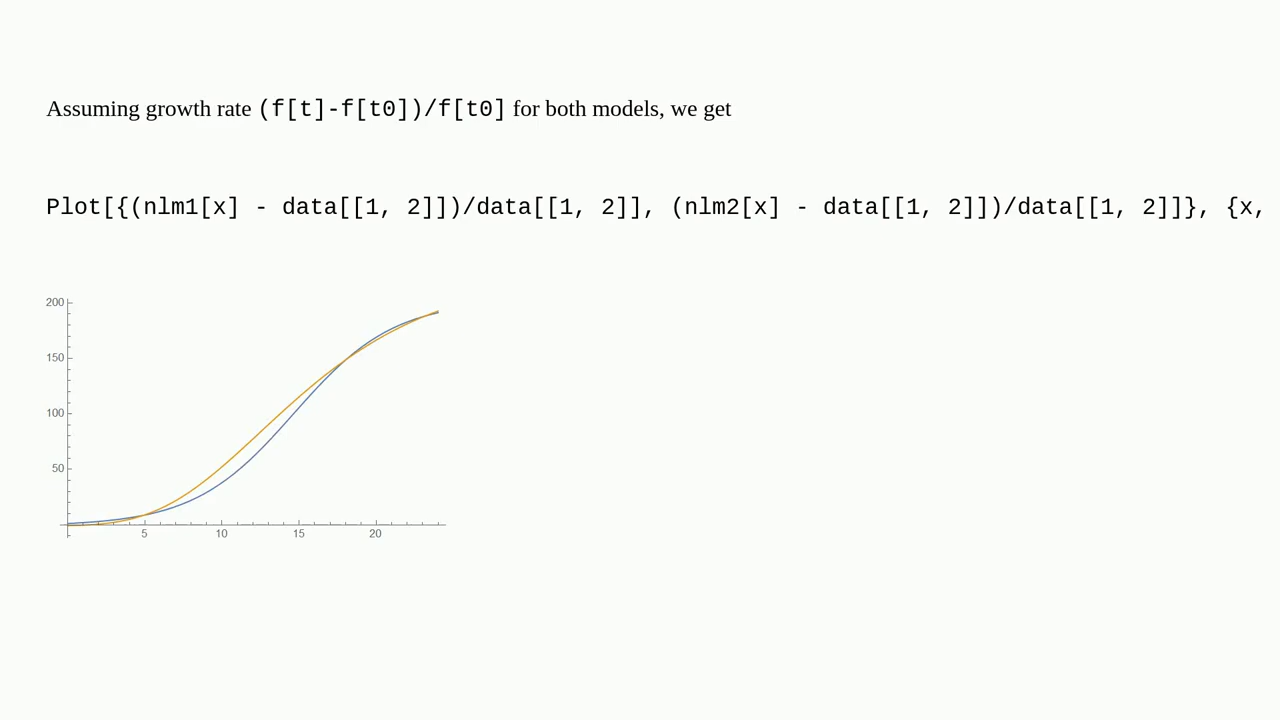 Assuming growth rate (f[t]-f[t0])/f[t0] for both models, we get
Plot[{(nlm1[x] - data[[1, 2]])/data[[1, 2]], (nlm2[x] - data[[1, 2]])/data[[1, 2]]}, {x,
200
150
100
50
5 10 15 20